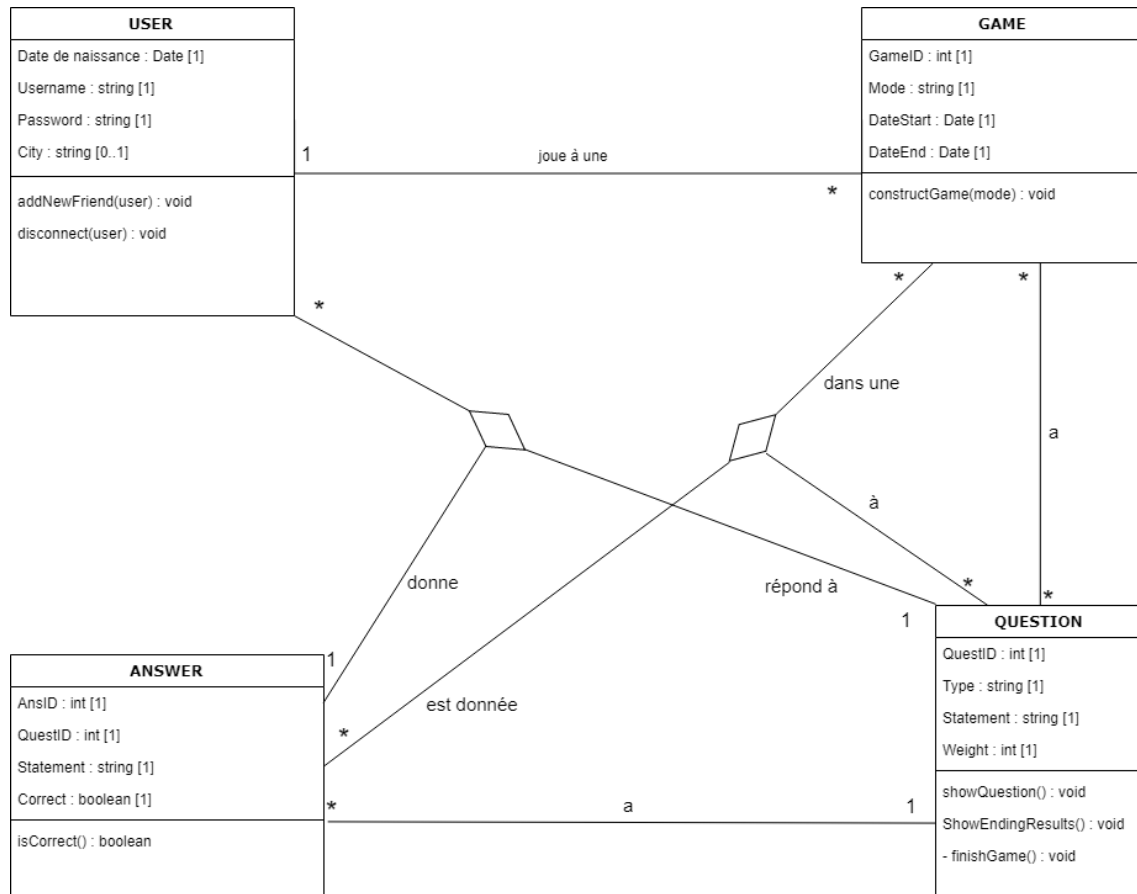 USER
Date de naissance : Date [1]
Username : string [1]
Password : string [1]
City : string [0..1]
addNewFriend(user) : void
disconnect(user) : void
GAME
GameID : int [1]
Mode : string [1]
DateStart : Date [1]
DateEnd : Date [1]
constructGame(mode) : void
1
joue à une
*
*
*
*
dans une
a
à
donne
répond à
*
*
1
1
est donnée
*
ANSWER
AnsID : int [1]
QuestID : int [1]
Statement : string [1]
Correct : boolean [1]
isCorrect() : boolean
*
a
1
QUESTION
QuestID : int [1]
Type : string [1]
Statement : string [1]
Weight : int [1]
showQuestion() : void
ShowEndingResults() : void
- finishGame() : void